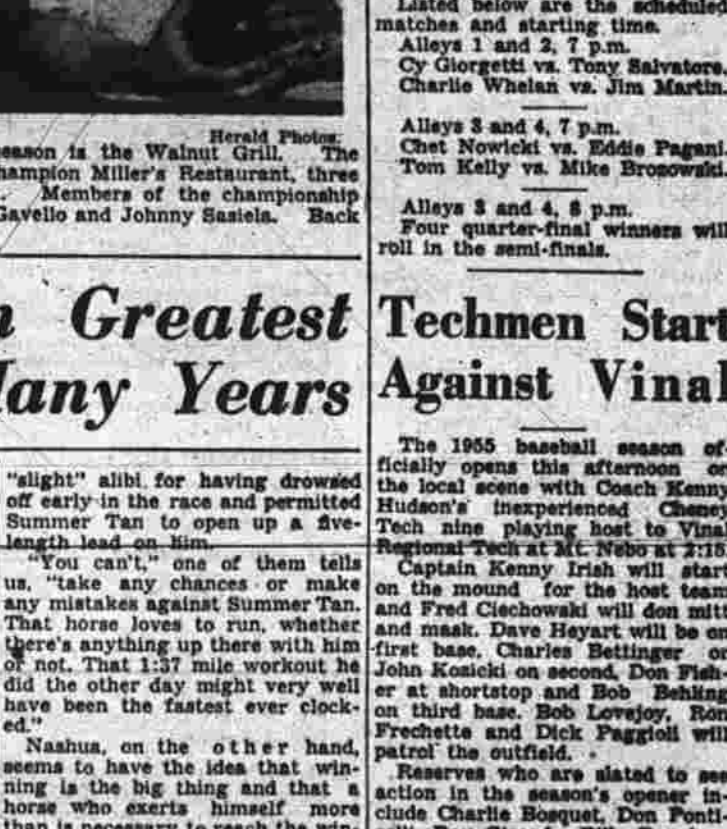 Herald Photos.
eason is the Walnut Grill. The
hampion Miller's Restaurant, three
Members of the championship
Gavello and Johnny Sasiela. Back
Greatest
Many Years
"slight" alibi for having drowsed
off early in the race and permitted
Summer Tan to open up a five-
length lead on him.
"You can't," one of them tells
us, "take any chances or make
any mistakes against Summer Tan.
That horse loves to run, whether
there's anything up there with him
or not. That 1:37 mile workout he
did the other day might very well
have been the fastest ever clock-
ed."
Nashua, on the other hand,
seems to have the idea that win-
ning is the big thing and that a
horse who exerts himself more
than is necessary to reach the win-
Listed below are the scheduled
matches and starting time.
Alleys 1 and 2, 7 p.m.
Cy Giorgetti vs. Tony Salvatore.
Charlie Whelan vs. Jim Martin.
Alleys 3 and 4, 7 p.m.
Chet Nowicki vs. Eddie Pagani.
Tom Kelly vs. Mike Brozowski.
Alleys 3 and 4, 8 p.m.
Four quarter-final winners will
roll in the semi-finals.
Techmen Start
Against Vinal
The 1955 baseball season of-
ficially opens this afternoon on
the local scene with Coach Kenny
Hudson's inexperienced Cheney
Tech nine playing host to Vinal
Regional Tech at Mt. Nebo at 2:15
Captain Kenny Irish will start
on the mound for the host team
and Fred Ciechowski will don mitt
and mask. Dave Heyart will be on
first base, Charles Bettinger or
John Kozicki on second, Don Fish-
er at shortstop and Bob Behling
on third base. Bob Lovejoy, Ron
Frechette and Dick Paggioli will
patrol the outfield.
Reserves who are slated to see
action in the season's opener in-
clude Charlie Bosquet, Don Ponti